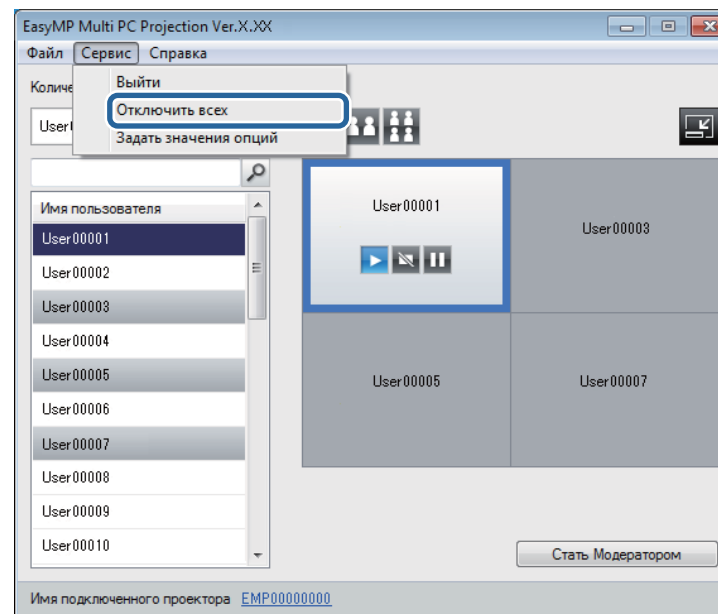 EasyMP Multi PC Projection Ver.X.XX
Файл Сервис Справка
Выйти
Отключить всех
Задать значения опций
Имя пользователя
User00001
User00002
User00003
User00004
User00005
User00006
User00007
User00008
User00009
User00010
User00001
User00003
User00005
User00007
Стать Модератором
Имя подключенного проектора EMP00000000